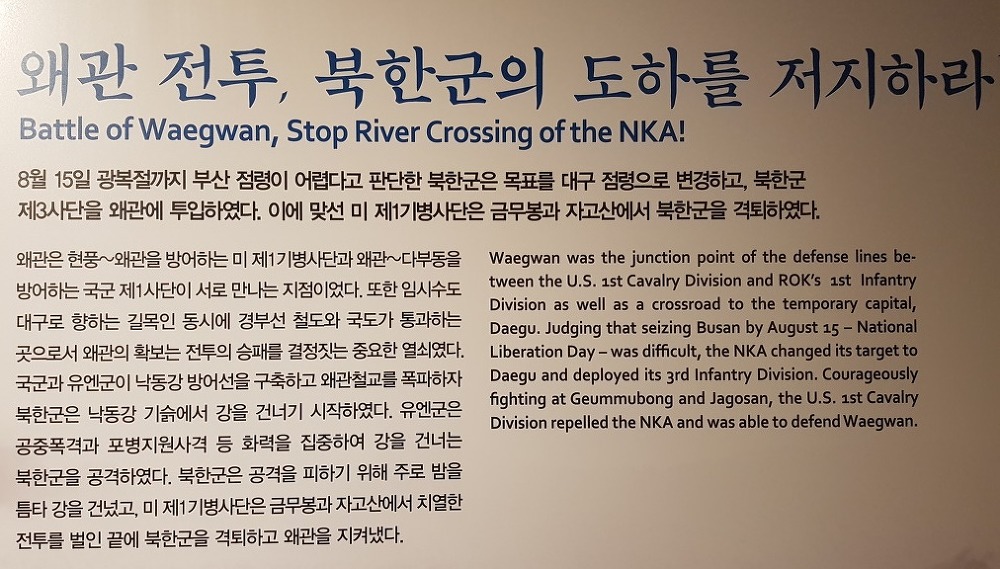 왜관 전투, 북한군의 도하를 저지하라
Battle of Waegwan, Stop River Crossing of the NKA!
8월 15일 광복절까지 부산 점령이 어렵다고 판단한 북한군은 목표를 대구 점령으로 변경하고, 북한군
제3사단을 왜관에 투입하였다. 이에 맞선 미 제1기병사단은 금무봉과 자고산에서 북한군을 격퇴하였다.
왜관은 현풍~왜관을 방어하는 미 제1기병사단과 왜관~다부동을
방어하는 국군 제1사단이 서로 만나는 지점이었다. 또한 임시수도
대구로 향하는 길목인 동시에 경부선 철도와 국도가 통과하는
곳으로서 왜관의 확보는 전투의 승패를 결정짓는 중요한 열쇠였다.
국군과 유엔군이 낙동강 방어선을 구축하고 왜관철교를 폭파하자
북한군은 낙동강 기슭에서 강을 건너기 시작하였다. 유엔군은
공중폭격과 포병지원사격 등 화력을 집중하여 강을 건너는
북한군을 공격하였다. 북한군은 공격을 피하기 위해 주로 밤을
틈타 강을 건넜고, 미 제1기병사단은 금무봉과 자고산에서 치열한
전투를 벌인 끝에 북한군을 격퇴하고 왜관을 지켜냈다.
Waegwan was the junction point of the defense lines be-
tween the U.S. 1st Cavalry Division and ROK's 1st Infantry
Division as well as a crossroad to the temporary capital,
Daegu. Judging that seizing Busan by August 15 – National
Liberation Day – was difficult, the NKA changed its target to
Daegu and deployed its 3rd Infantry Division. Courageously
fighting at Geummubong and Jagosan, the U.S. 1st Cavalry
Division repelled the NKA and was able to defend Waegwan.